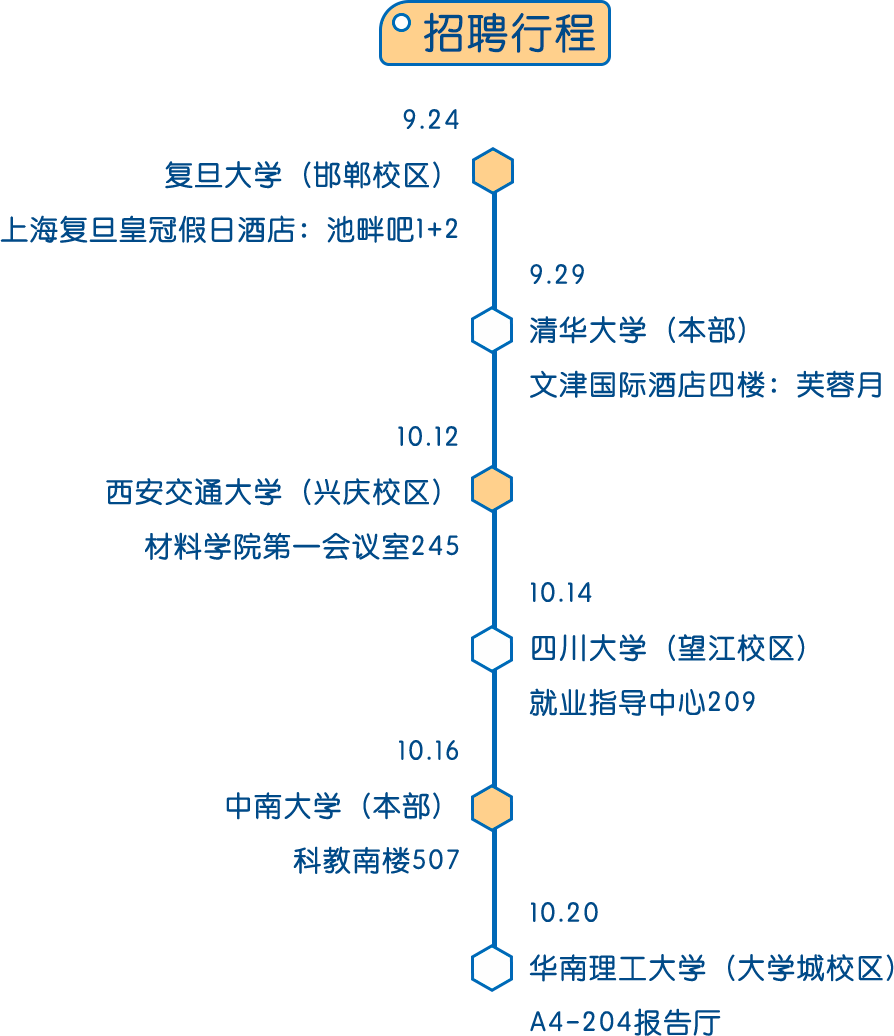 招聘行程
9.24
复旦大学（邯郸校区）
上海复旦皇冠假日酒店：池畔吧1+2
9.29
清华大学（本部）
文津国际酒店四楼：芙蓉月
10.12
西安交通大学（兴庆校区）
材料学院第一会议室245
10.14
四川大学（望江校区）
就业指导中心209
10.16
中南大学（本部）
科教南楼507
10.20
华南理工大学（大学城校区）
A4-204报告厅